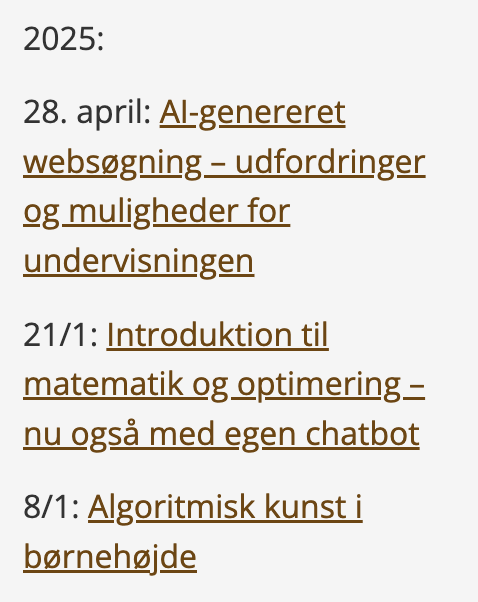 2025:
28. april: AI-genereret
websøgning – udfordringer
og muligheder for
undervisningen
21/1: Introduktion til
matematik og optimering –
nu også med egen chatbot
8/1: Algoritmisk kunst i
børnehøjde